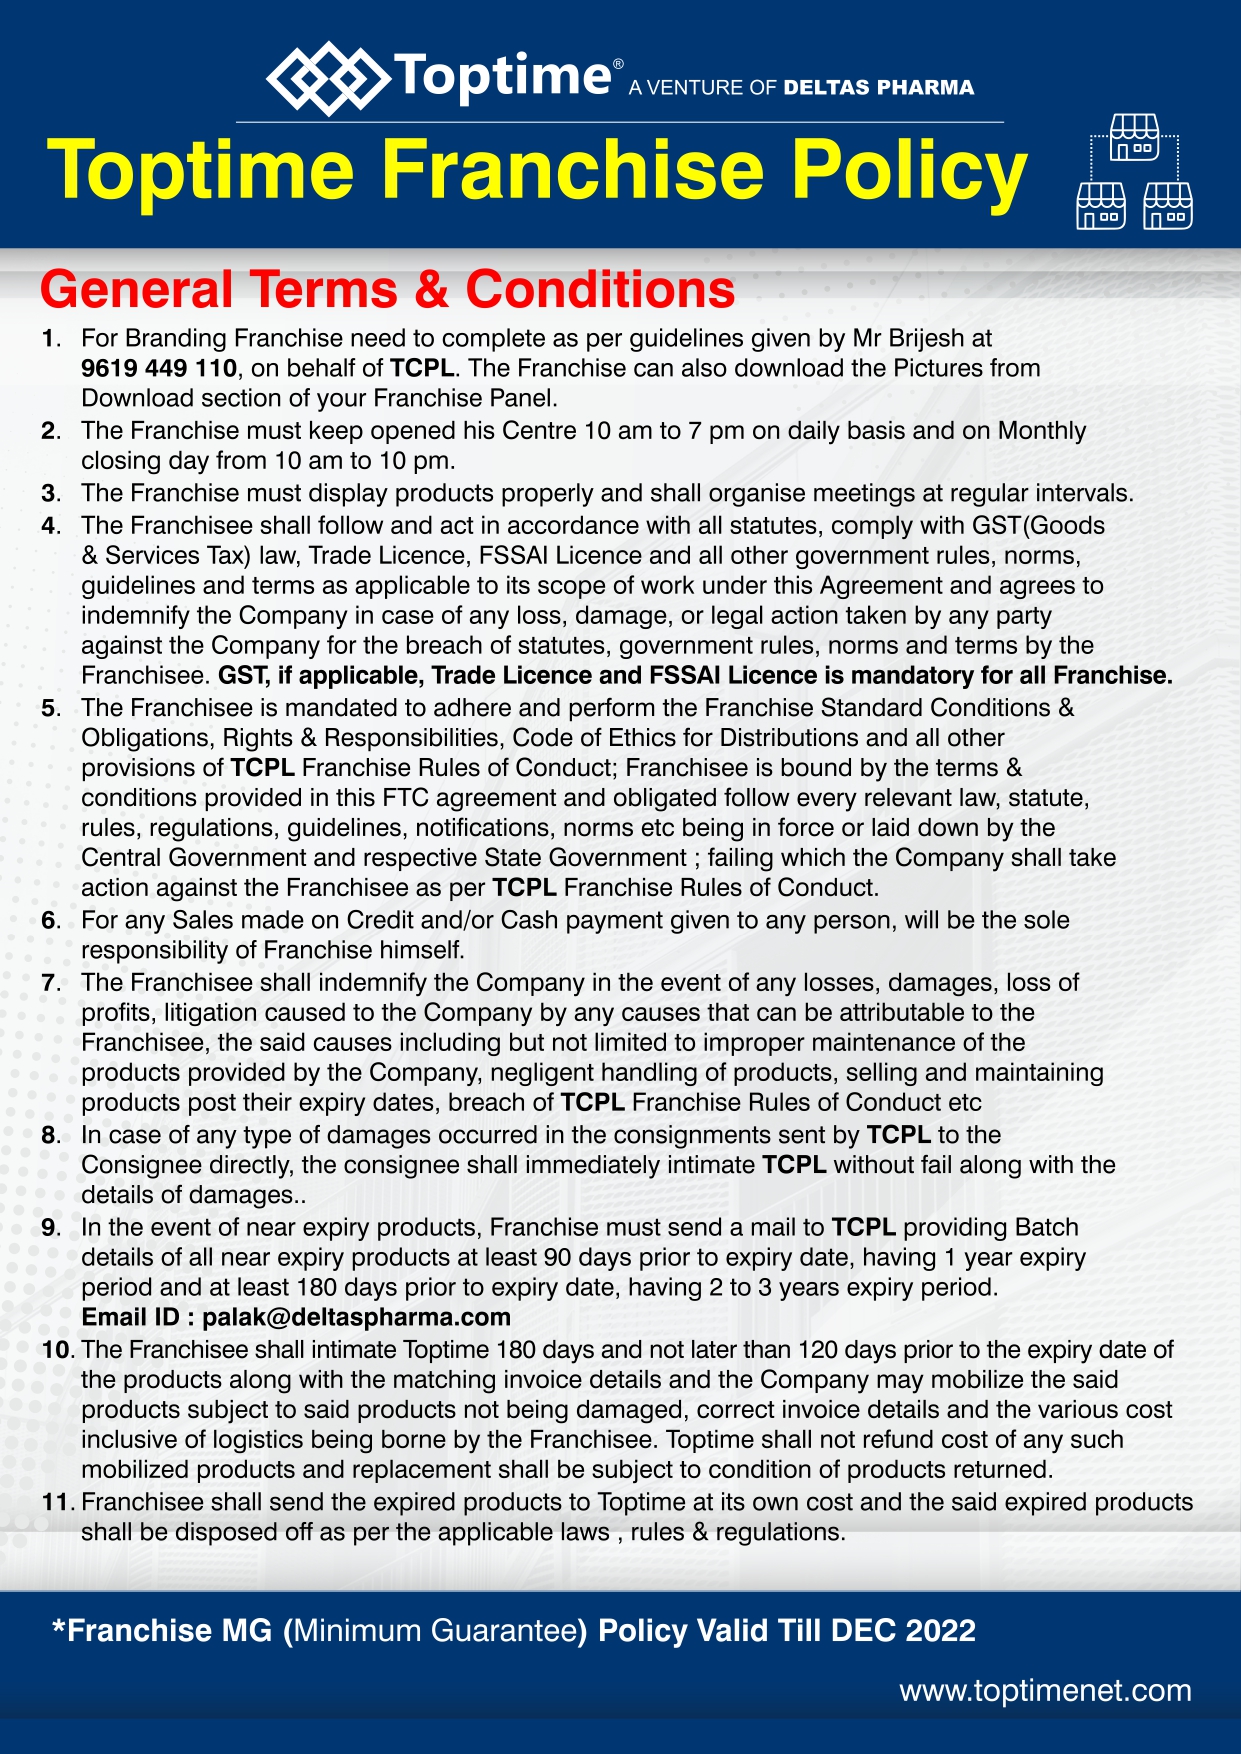 Toptime® A VENTURE OF DELTAS PHARMA
Toptime Franchise Policy
General Terms & Conditions
1. For Branding Franchise need to complete as per guidelines given by Mr Brijesh at
9619 449 110, on behalf of TCPL. The Franchise can also download the Pictures from
Download section of your Franchise Panel.
2. The Franchise must keep opened his Centre 10 am to 7 pm on daily basis and on Monthly
closing day from 10 am to 10 pm.
3. The Franchise must display products properly and shall organise meetings at regular intervals.
4. The Franchisee shall follow and act in accordance with all statutes, comply with GST(Goods
& Services Tax) law, Trade Licence, FSSAI Licence and all other government rules, norms,
guidelines and terms as applicable to its scope of work under this Agreement and agrees to
indemnify the Company in case of any loss, damage, or legal action taken by any party
against the Company for the breach of statutes, government rules, norms and terms by the
Franchisee. GST, if applicable, Trade Licence and FSSAI Licence is mandatory for all Franchise.
5. The Franchisee is mandated to adhere and perform the Franchise Standard Conditions &
Obligations, Rights & Responsibilities, Code of Ethics for Distributions and all other
provisions of TCPL Franchise Rules of Conduct; Franchisee is bound by the terms &
conditions provided in this FTC agreement and obligated follow every relevant law, statute,
rules, regulations, guidelines, notifications, norms etc being in force or laid down by the
Central Government and respective State Government ; failing which the Company shall take
action against the Franchisee as per TCPL Franchise Rules of Conduct.
6. For any Sales made on Credit and/or Cash payment given to any person, will be the sole
responsibility of Franchise himself.
7. The Franchisee shall indemnify the Company in the event of any losses, damages, loss of
profits, litigation caused to the Company by any causes that can be attributable to the
Franchisee, the said causes including but not limited to improper maintenance of the
products provided by the Company, negligent handling of products, selling and maintaining
products post their expiry dates, breach of TCPL Franchise Rules of Conduct etc
8. In case of any type of damages occurred in the consignments sent by TCPL to the
Consignee directly, the consignee shall immediately intimate TCPL without fail along with the
details of damages..
9. In the event of near expiry products, Franchise must send a mail to TCPL providing Batch
details of all near expiry products at least 90 days prior to expiry date, having 1 year expiry
period and at least 180 days prior to expiry date, having 2 to 3 years expiry period.
Email ID : palak@deltaspharma.com
10. The Franchisee shall intimate Toptime 180 days and not later than 120 days prior to the expiry date of
the products along with the matching invoice details and the Company may mobilize the said
products subject to said products not being damaged, correct invoice details and the various cost
inclusive of logistics being borne by the Franchisee. Toptime shall not refund cost of any such
mobilized products and replacement shall be subject to condition of products returned.
11. Franchisee shall send the expired products to Toptime at its own cost and the said expired products
shall be disposed off as per the applicable laws , rules & regulations.
*Franchise MG (Minimum Guarantee) Policy Valid Till DEC 2022
www.toptimenet.com